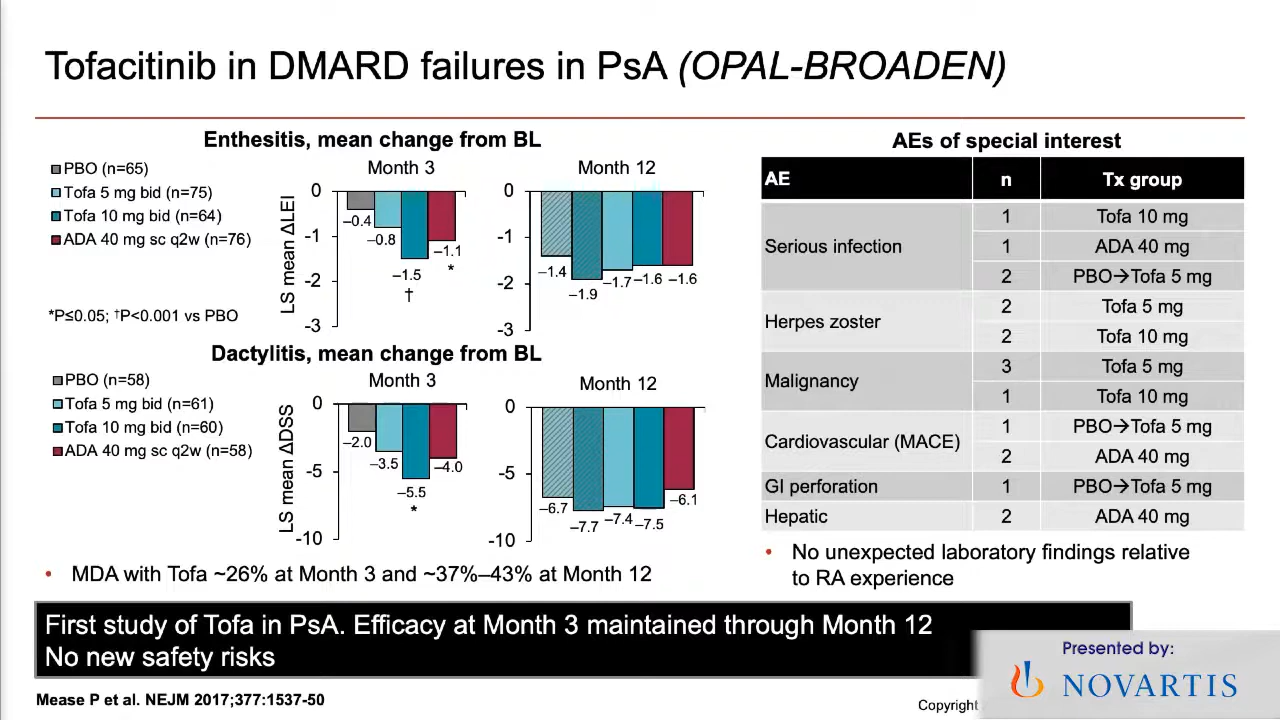 Tofacitinib in DMARD failures in PsA (OPAL-BROADEN)
Enthesitis, mean change from BL
PBO (n=65)
Tofa 5 mg bid (n=75)
Tofa 10 mg bid (n=64)
ADA 40 mg sc q2w (n=76)
*P≤0.05; †P<0.001 vs PBO
Month 3
LS mean ΔLEI
0
-1
-2
-3
–0.4
–0.8
–1.5
†
–1.1
*
Month 12
0
-1
-2
-3
–1.4
–1.9
–1.7
–1.6
–1.6
Dactylitis, mean change from BL
PBO (n=58)
Tofa 5 mg bid (n=61)
Tofa 10 mg bid (n=60)
ADA 40 mg sc q2w (n=58)
Month 3
LS mean ΔDSS
0
-5
-10
–2.0
–3.5
–5.5
*
–4.0
Month 12
0
-5
-10
–6.7
–7.7
–7.4
–7.5
–6.1
• MDA with Tofa ~26% at Month 3 and ~37%–43% at Month 12
AEs of special interest
AE n Tx group
Serious infection 1 Tofa 10 mg
1 ADA 40 mg
2 PBO→Tofa 5 mg
Herpes zoster 2 Tofa 5 mg
2 Tofa 10 mg
Malignancy 3 Tofa 5 mg
1 Tofa 10 mg
Cardiovascular (MACE) 1 PBO→Tofa 5 mg
2 ADA 40 mg
GI perforation 1 PBO→Tofa 5 mg
Hepatic 2 ADA 40 mg
• No unexpected laboratory findings relative
to RA experience
First study of Tofa in PsA. Efficacy at Month 3 maintained through Month 12
No new safety risks
Mease P et al. NEJM 2017;377:1537-50
Copyright
Presented by:
NOVARTIS